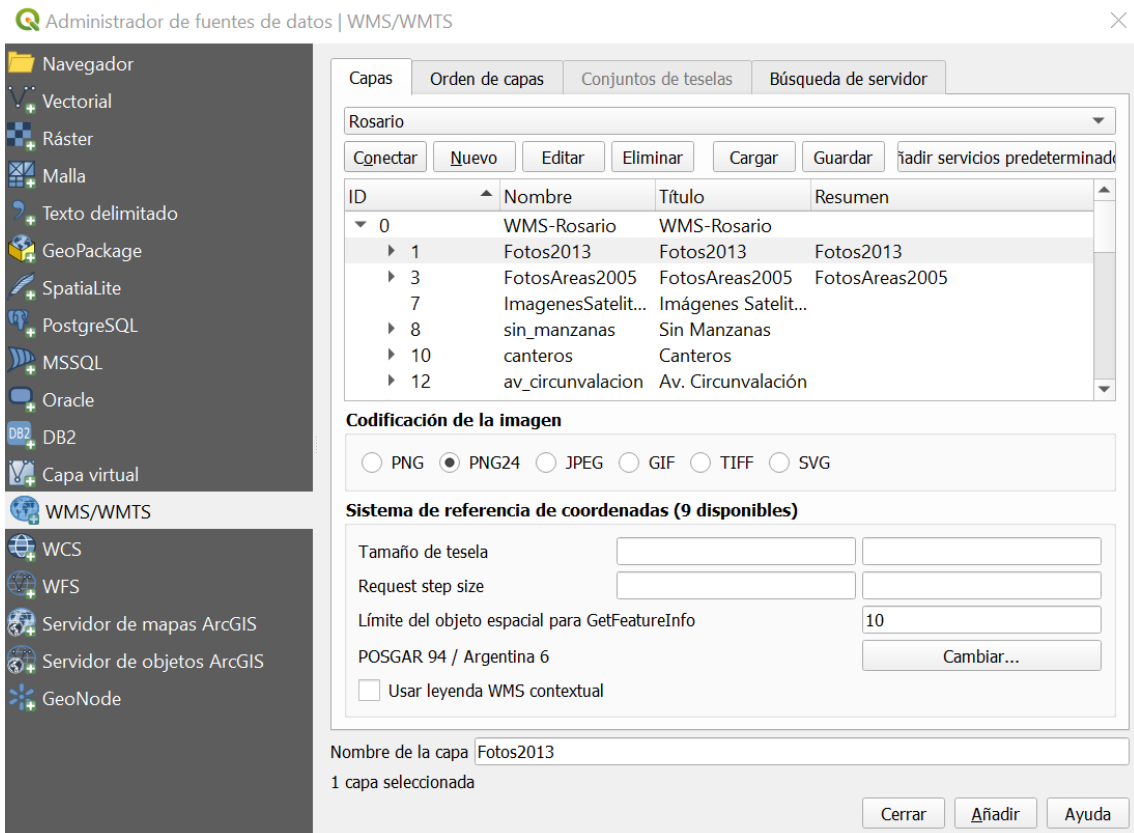 Administrador de fuentes de datos | WMS/WMTS
Navegador
Vectorial
Ráster
Malla
Texto delimitado
GeoPackage
SpatiaLite
PostgreSQL
MSSQL
Oracle
DB2
DB2
Capa virtual
WMS/WMTS
WCS
WFS
Servidor de mapas ArcGIS
Servidor de objetos ArcGIS
GeoNode
Capas Orden de capas Conjuntos de teselas Búsqueda de servidor
Rosario
Conectar Nuevo Editar Eliminar Cargar Guardar ñadir servicios predeterminado
ID Nombre Título Resumen
0 WMS-Rosario WMS-Rosario
1 Fotos2013 Fotos2013 Fotos2013
3 FotosAreas2005 FotosAreas2005 FotosAreas2005
7 ImagenesSatelit... Imágenes Satelit...
8 sin_manzanas Sin Manzanas
10 canteros Canteros
12 av_circunvalacion Av. Circunvalación
Codificación de la imagen
PNG PNG24 JPEG GIF TIFF SVG
Sistema de referencia de coordenadas (9 disponibles)
Tamaño de tesela
Request step size
Límite del objeto espacial para GetFeatureInfo 10
POSGAR 94 / Argentina 6 Cambiar...
Usar leyenda WMS contextual
Nombre de la capa Fotos2013
1 capa seleccionada
Cerrar Añadir Ayuda